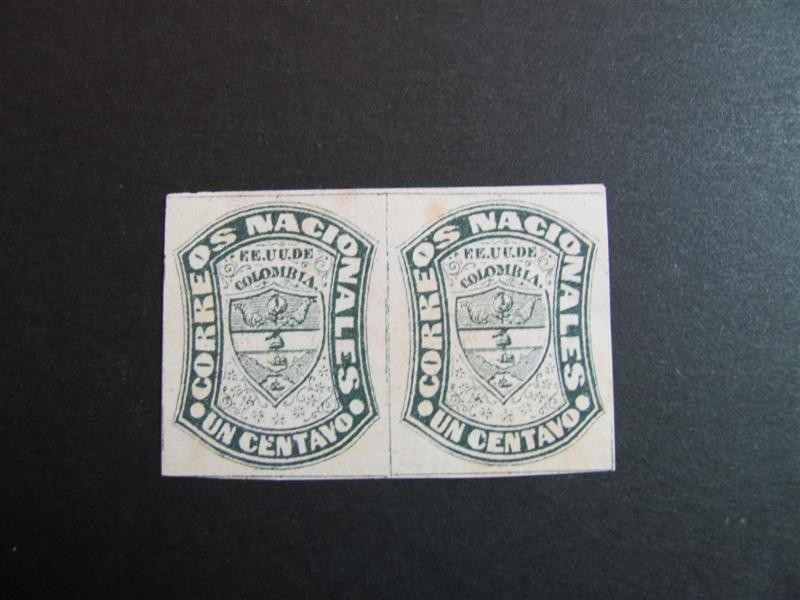 CORREOS NACIONALES
EE.UU.DE
COLOMBIA.
UN CENTAVO
CORREOS NACIONALES
EE.UU.DE
COLOMBIA.
UN CENTAVO